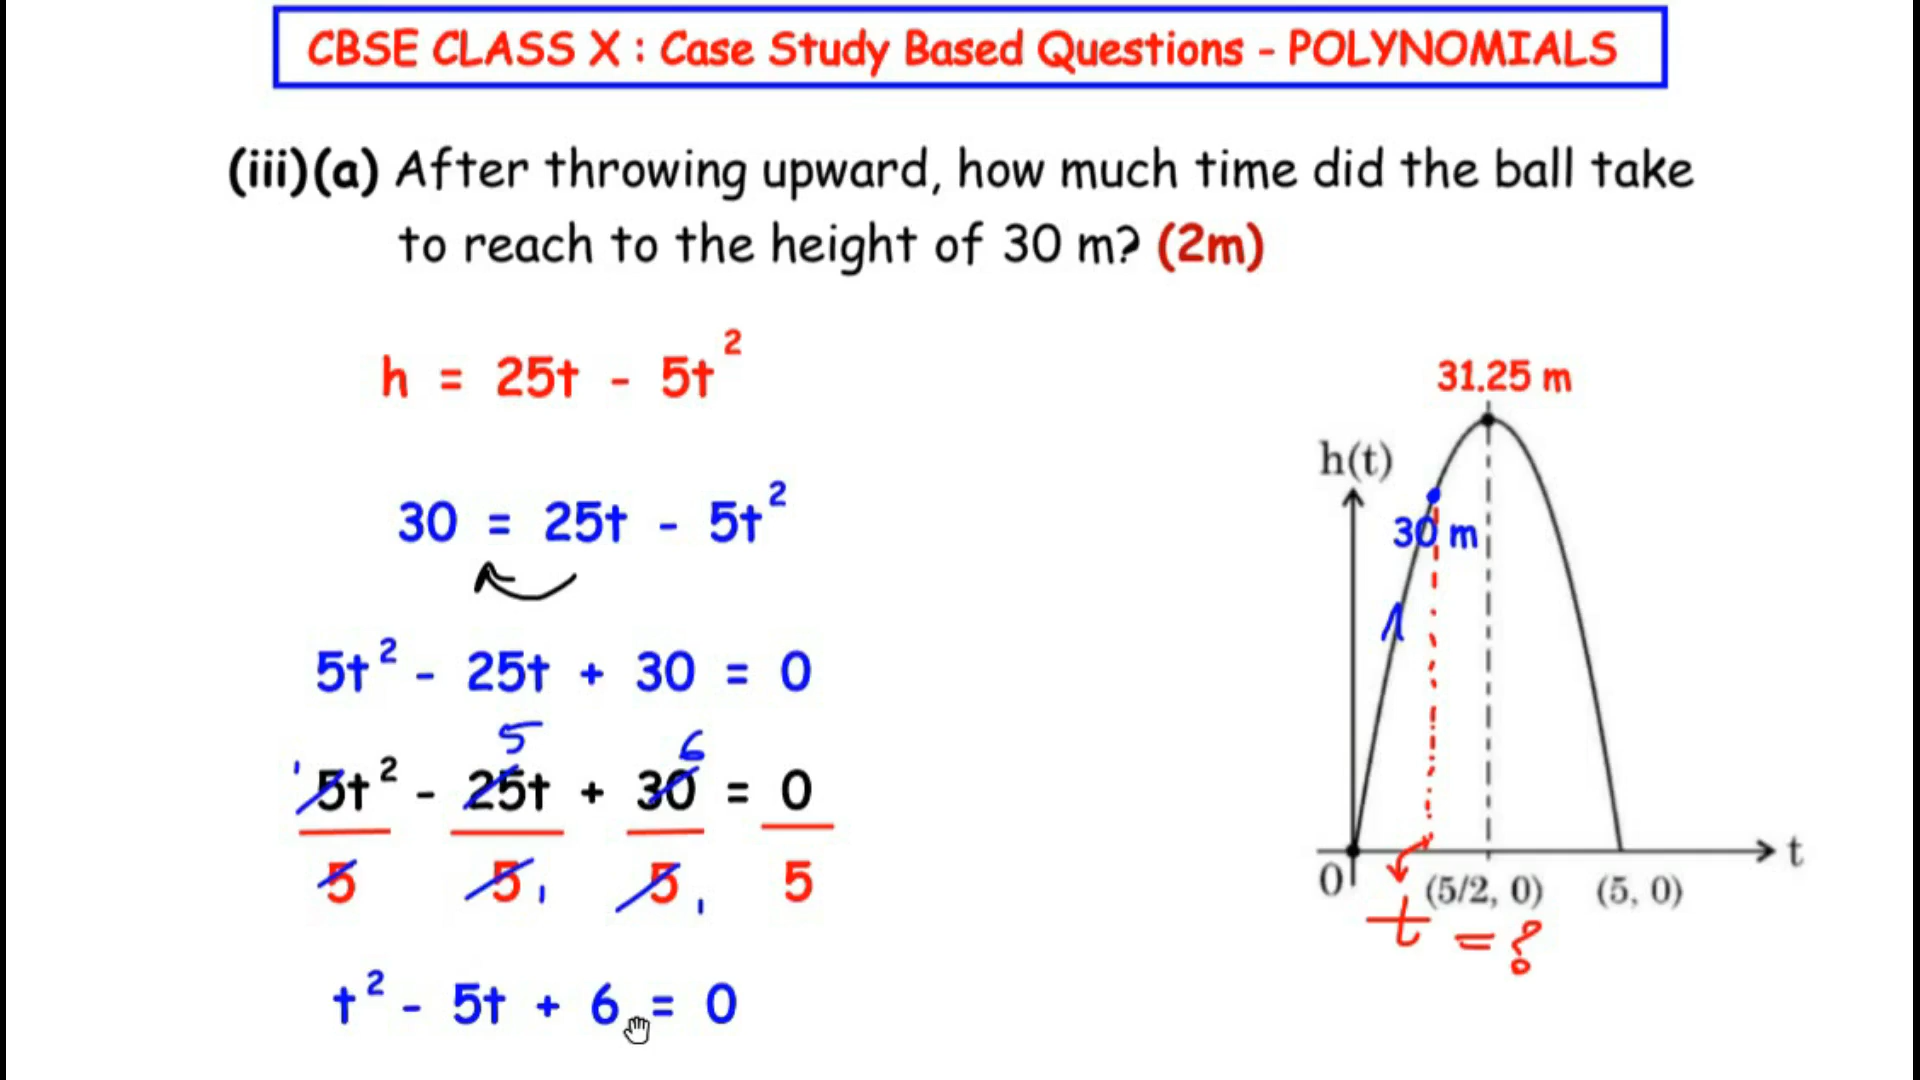 CBSE CLASS X : Case Study Based Questions - POLYNOMIALS
(iii)(a) After throwing upward, how much time did the ball take
to reach to the height of 30 m? (2m)
h = 25t - 5t²
30 = 25t - 5t²
5t² - 25t + 30 = 0
' 5 6
5t² - 25t + 30 = 0
5 5 1 5 1 5
t² - 5t + 6 = 0
31.25 m
h(t)
30 m
0 (5/2, 0) (5, 0) t
t = ?